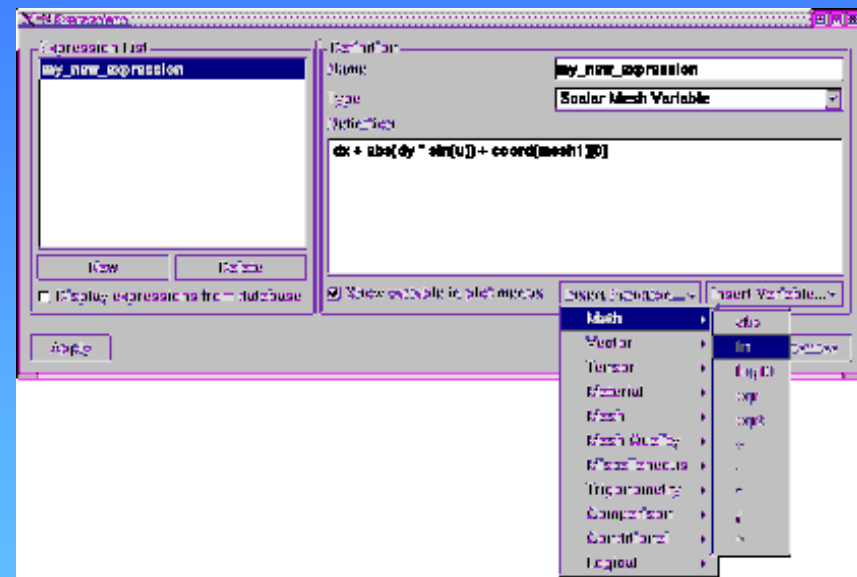 Expressions
Expression List
my_new_expression
New
Delete
Display expressions from database
Definition
Name
my_new_expression
Type
Scalar Mesh Variable
Definition
dx + abs(dy * sin(u)) + coord(mesh1)[0]
Show variable in plot menus
Insert Function...
Insert Variable...
Apply
Math
Vector
Tensor
Material
Mesh
Mesh Quality
Miscellaneous
Trigonometry
Comparison
Conditional
Logical
abs
ln
log10
sqrt
+
-
*
/
^